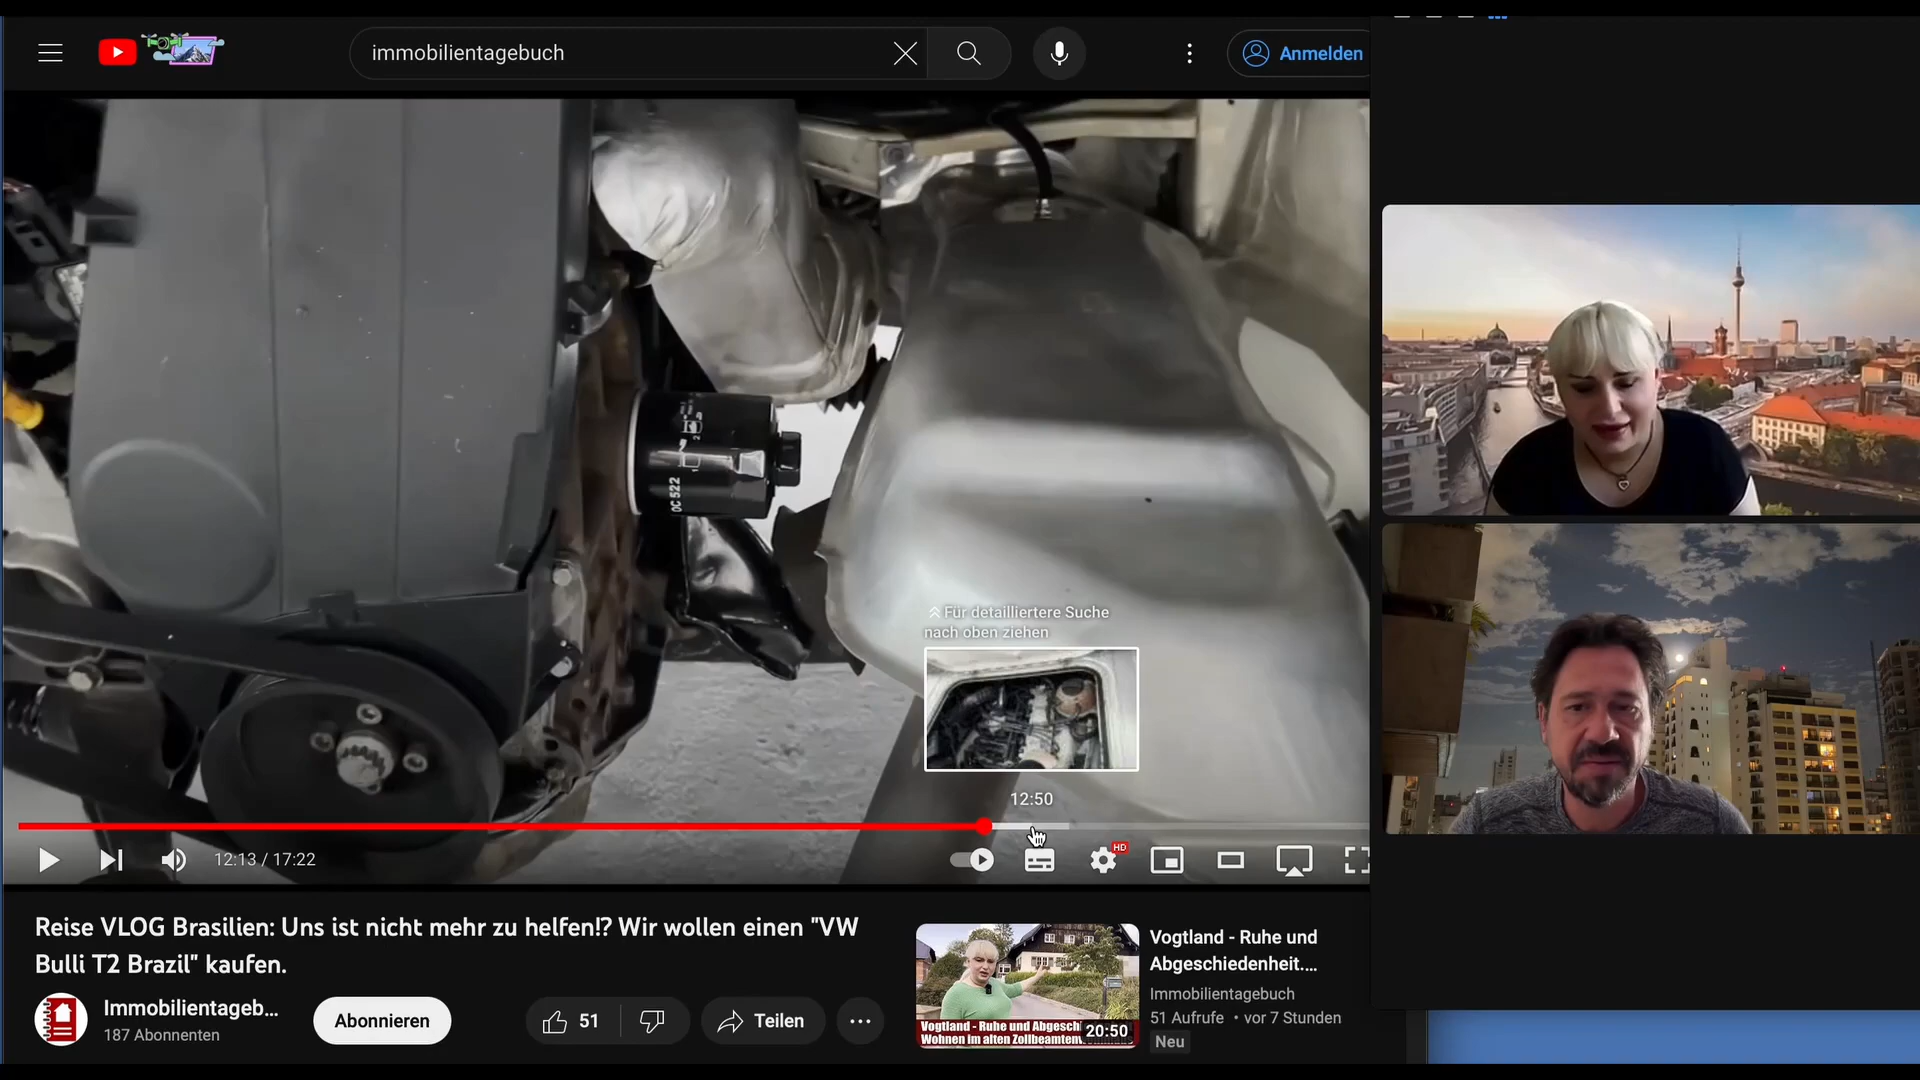 immobilientagebuch
Anmelden
OC 522
Für detailliertere Suche
nach oben ziehen
12:50
12:13 / 17:22
HD
Reise VLOG Brasilien: Uns ist nicht mehr zu helfen!? Wir wollen einen "VW
Bulli T2 Brazil" kaufen.
Immobilientageb...
187 Abonnenten
Abonnieren
51
Teilen
Vogtland - Ruhe und Abgesch
Wohnen im alten Zollbeamten
20:50
Vogtland - Ruhe und
Abgeschiedenheit....
Immobilientagebuch
51 Aufrufe • vor 7 Stunden
Neu